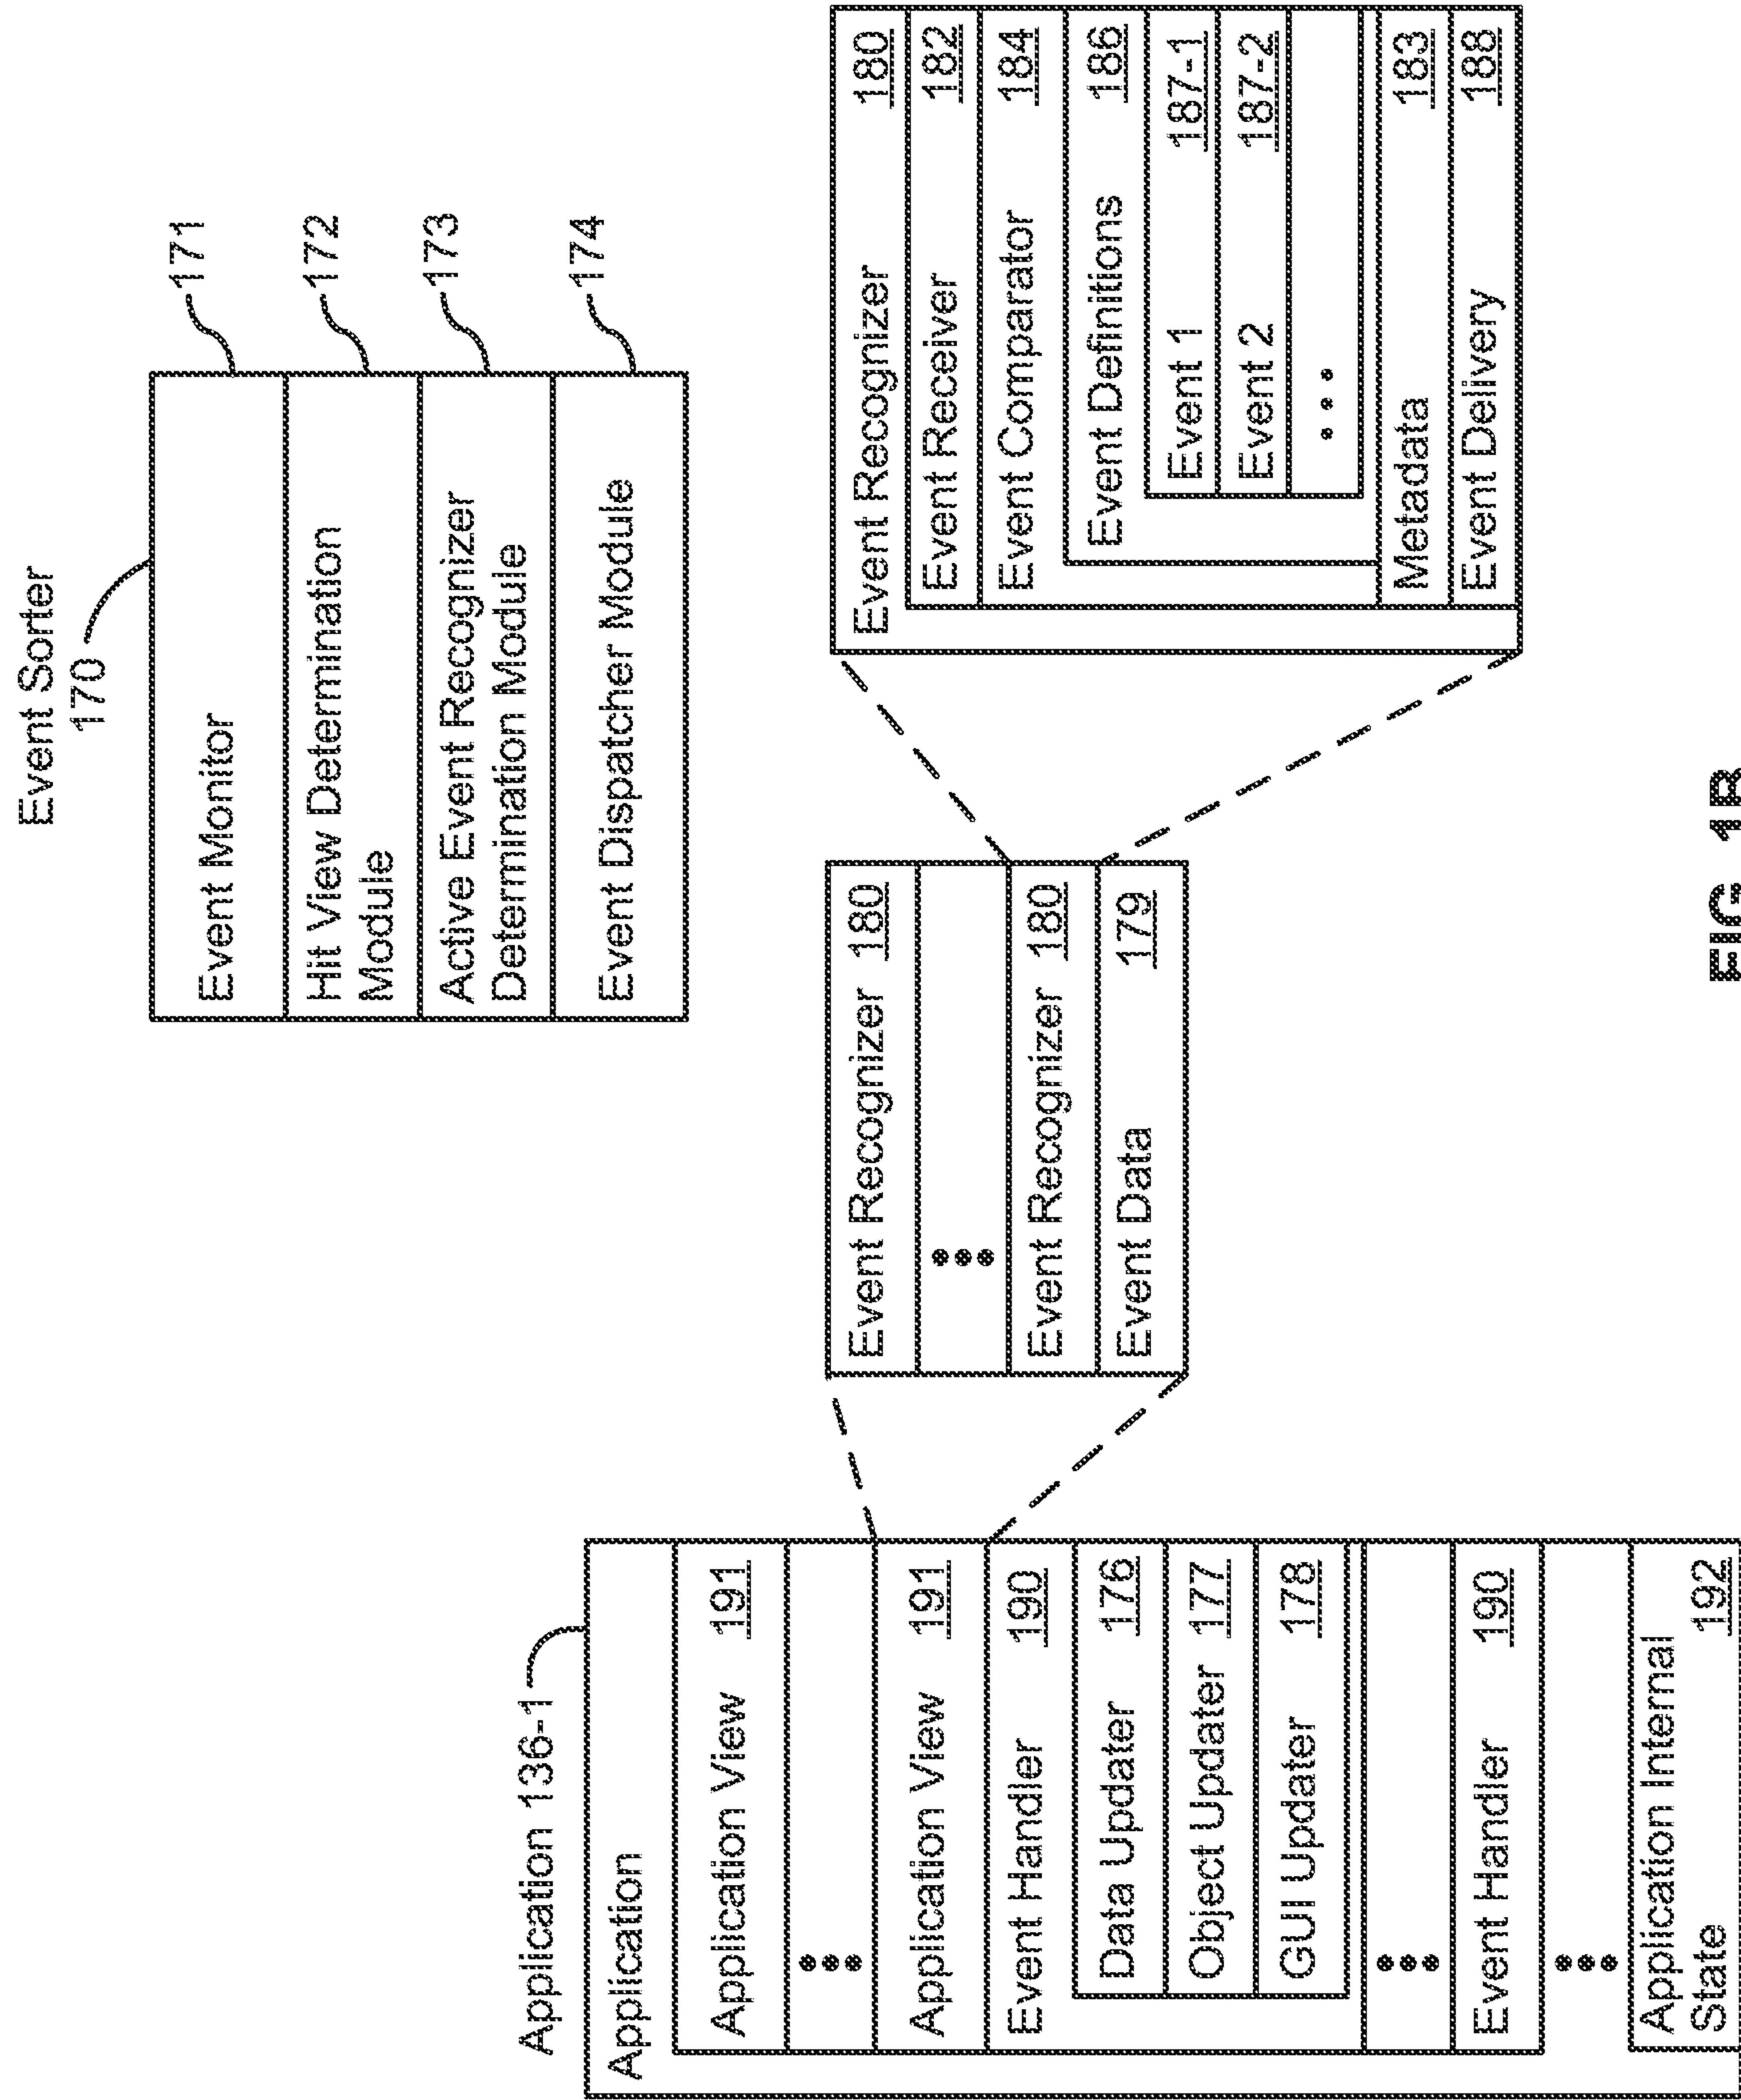 Event Sorter
170
Event Monitor
171
Hit View Determination
Module
172
Active Event Recognizer
Determination Module
173
Event Dispatcher Module
174
Application 136-1
Application
Application View 191
•••
Application View 191
Event Handler 190
Data Updater 176
Object Updater 177
GUI Updater 178
•••
Event Handler 190
•••
Application Internal
State 192
Event Recognizer 180
•••
Event Recognizer 180
Event Data 179
Event Recognizer 180
Event Receiver 182
Event Comparator 184
Event Definitions 186
Event 1 187-1
Event 2 187-2
•••
Metadata 183
Event Delivery 188
FIG. 1B